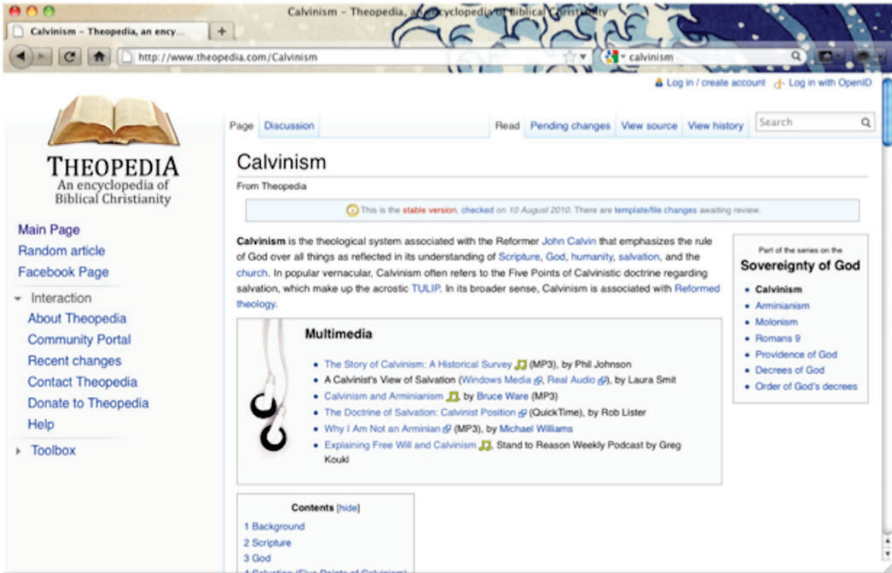 Calvinism – Theopedia, an encyclopedia of Biblical Christianity
Calvinism – Theopedia, an ency...
http://www.theopedia.com/Calvinism
calvinism
Log in / create account Log in with OpenID
THEOPEDIA
An encyclopedia of
Biblical Christianity
Main Page
Random article
Facebook Page
Interaction
About Theopedia
Community Portal
Recent changes
Contact Theopedia
Donate to Theopedia
Help
Toolbox
Page Discussion Read Pending changes View source View history Search
Calvinism
From Theopedia
This is the stable version, checked on 10 August 2010. There are template/file changes awaiting review.
Calvinism is the theological system associated with the Reformer John Calvin that emphasizes the rule
of God over all things as reflected in its understanding of Scripture, God, humanity, salvation, and the
church. In popular vernacular, Calvinism often refers to the Five Points of Calvinistic doctrine regarding
salvation, which make up the acrostic TULIP. In its broader sense, Calvinism is associated with Reformed
theology.
Part of the series on the
Sovereignty of God
Calvinism
Arminianism
Molonism
Romans 9
Providence of God
Decrees of God
Order of God's decrees
Multimedia
The Story of Calvinism: A Historical Survey (MP3), by Phil Johnson
A Calvinist's View of Salvation (Windows Media, Real Audio), by Laura Smit
Calvinism and Arminianism, by Bruce Ware (MP3)
The Doctrine of Salvation: Calvinist Position (QuickTime), by Rob Lister
Why I Am Not an Arminian (MP3), by Michael Williams
Explaining Free Will and Calvinism, Stand to Reason Weekly Podcast by Greg
Koukl
Contents [hide]
1 Background
2 Scripture
3 God
4 Salvation (Five Points of Calvinism)